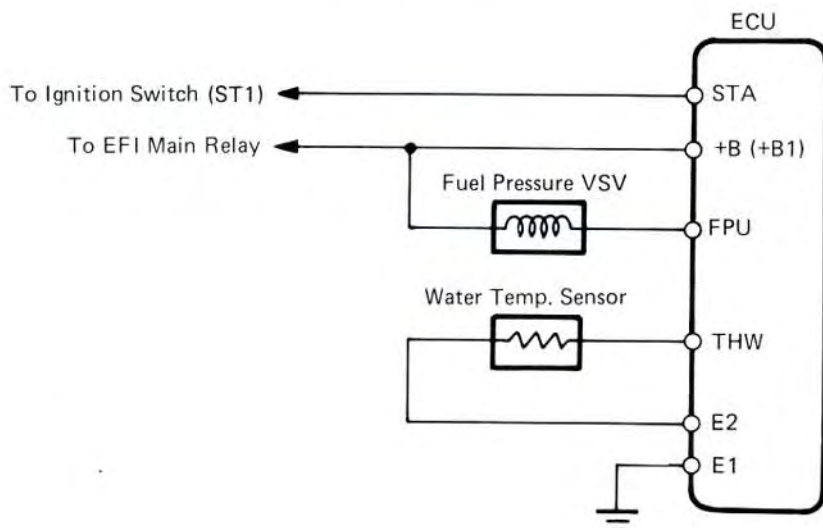 ECU
To Ignition Switch (ST1)
STA
To EFI Main Relay
+B (+B1)
Fuel Pressure VSV
FPU
Water Temp. Sensor
THW
E2
E1